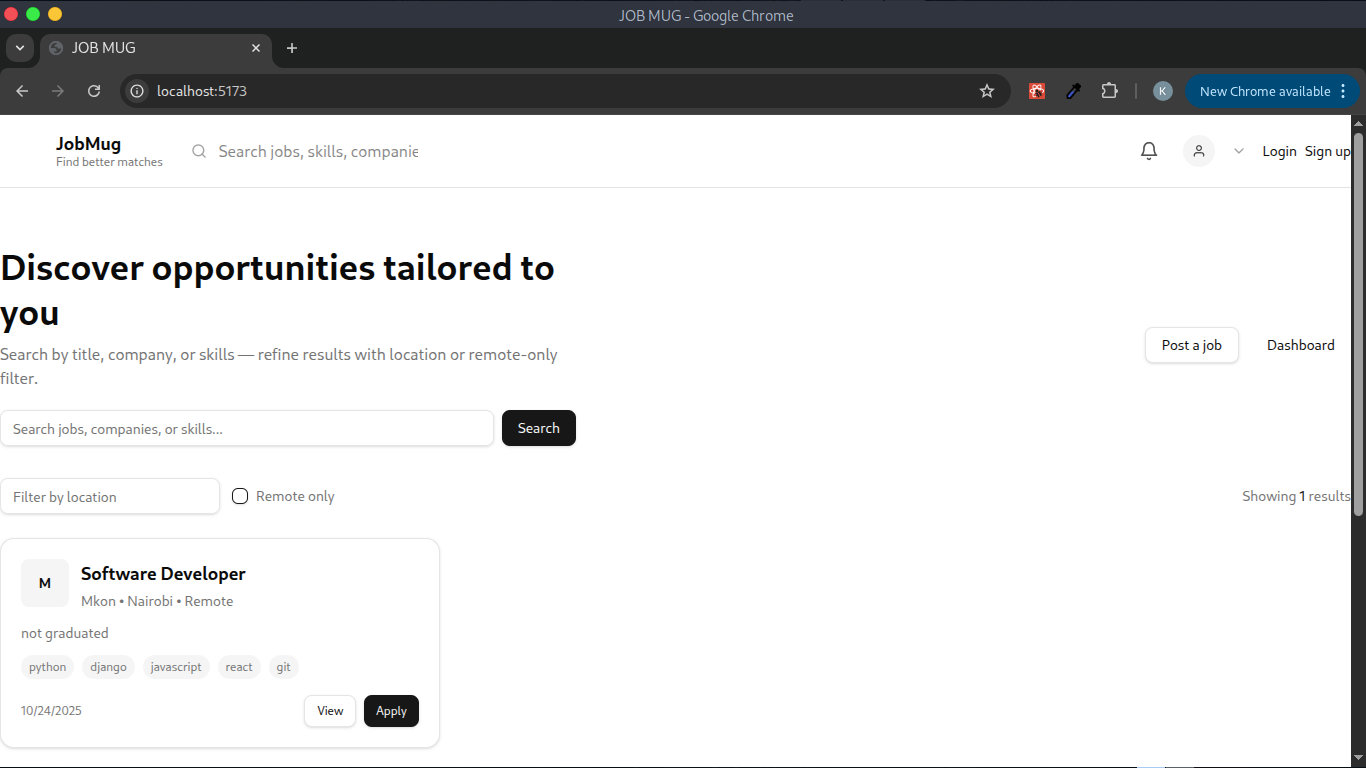 JOB MUG - Google Chrome
JOB MUG
localhost:5173
K
New Chrome available
JobMug
Find better matches
Search jobs, skills, companie
Login Sign up
Discover opportunities tailored to
you
Search by title, company, or skills — refine results with location or remote-only
filter.
Post a job
Dashboard
Search jobs, companies, or skills...
Search
Filter by location
Remote only
Showing 1 results
M
Software Developer
Mkon • Nairobi • Remote
not graduated
python django javascript react git
10/24/2025
View
Apply